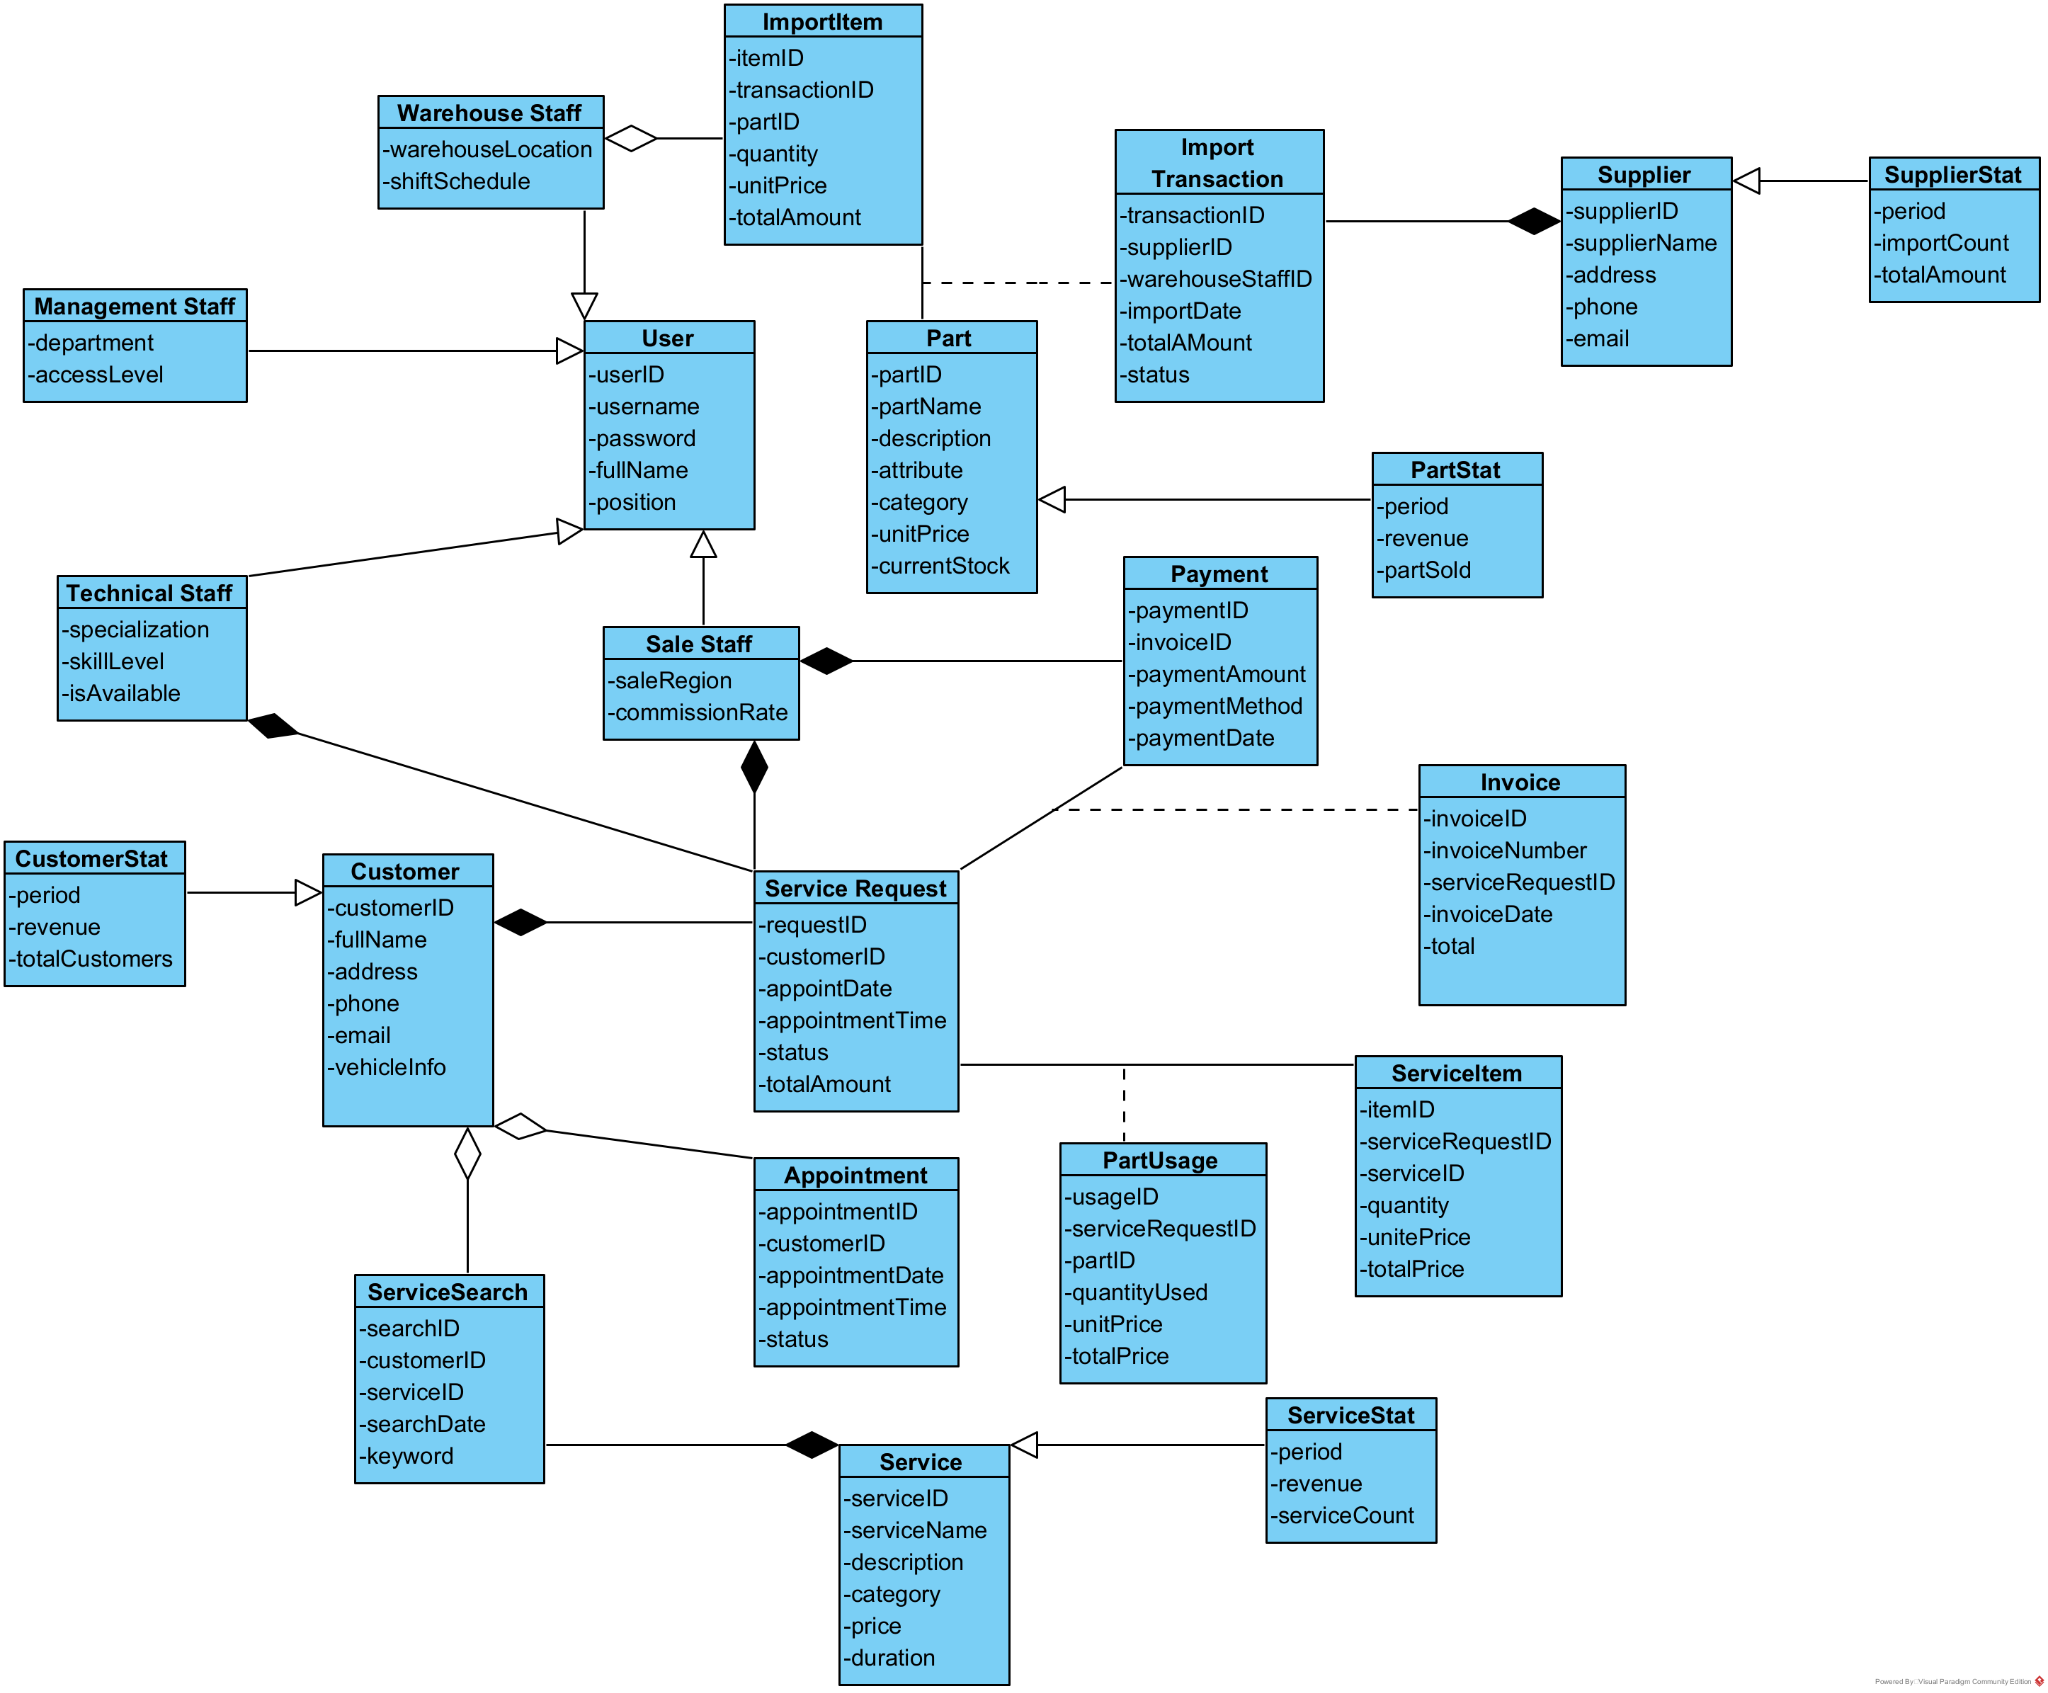 ImportItem
-itemID
-transactionID
-partID
-quantity
-unitPrice
-totalAmount
Warehouse Staff
-warehouseLocation
-shiftSchedule
Import
Transaction
-transactionID
-supplierID
-warehouseStaffID
-importDate
-totalAMount
-status
Supplier
-supplierID
-supplierName
-address
-phone
-email
SupplierStat
-period
-importCount
-totalAmount
Management Staff
-department
-accessLevel
User
-userID
-username
-password
-fullName
-position
Part
-partID
-partName
-description
-attribute
-category
-unitPrice
-currentStock
PartStat
-period
-revenue
-partSold
Technical Staff
-specialization
-skillLevel
-isAvailable
Sale Staff
-saleRegion
-commissionRate
Payment
-paymentID
-invoiceID
-paymentAmount
-paymentMethod
-paymentDate
Invoice
-invoiceID
-invoiceNumber
-serviceRequestID
-invoiceDate
-total
CustomerStat
-period
-revenue
-totalCustomers
Customer
-customerID
-fullName
-address
-phone
-email
-vehicleInfo
Service Request
-requestID
-customerID
-appointDate
-appointmentTime
-status
-totalAmount
ServiceItem
-itemID
-serviceRequestID
-serviceID
-quantity
-unitePrice
-totalPrice
Appointment
-appointmentID
-customerID
-appointmentDate
-appointmentTime
-status
PartUsage
-usageID
-serviceRequestID
-partID
-quantityUsed
-unitPrice
-totalPrice
ServiceSearch
-searchID
-customerID
-serviceID
-searchDate
-keyword
Service
-serviceID
-serviceName
-description
-category
-price
-duration
ServiceStat
-period
-revenue
-serviceCount
Powered By: Visual Paradigm Community Edition